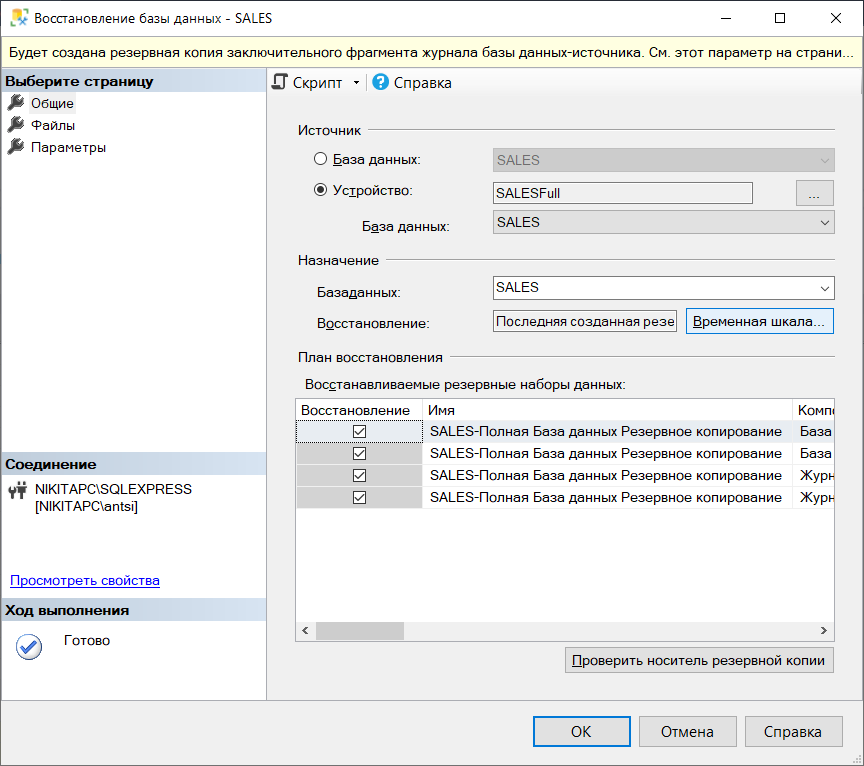 Восстановление базы данных - SALES
Будет создана резервная копия заключительного фрагмента журнала базы данных-источника. См. этот параметр на страни...
Выберите страницу
Общие
Файлы
Параметры
Скрипт
Справка
Источник
База данных:
SALES
Устройство:
SALESFull
...
База данных:
SALES
Назначение
Базаданных:
SALES
Восстановление:
Последняя созданная резе
Временная шкала...
План восстановления
Восстанавливаемые резервные наборы данных:
Восстановление Имя Компо
SALES-Полная База данных Резервное копирование База
SALES-Полная База данных Резервное копирование База
SALES-Полная База данных Резервное копирование Журн
SALES-Полная База данных Резервное копирование Журн
Проверить носитель резервной копии
Соединение
NIKITAPC\SQLEXPRESS
[NIKITAPC\antsi]
Просмотреть свойства
Ход выполнения
Готово
ОК
Отмена
Справка